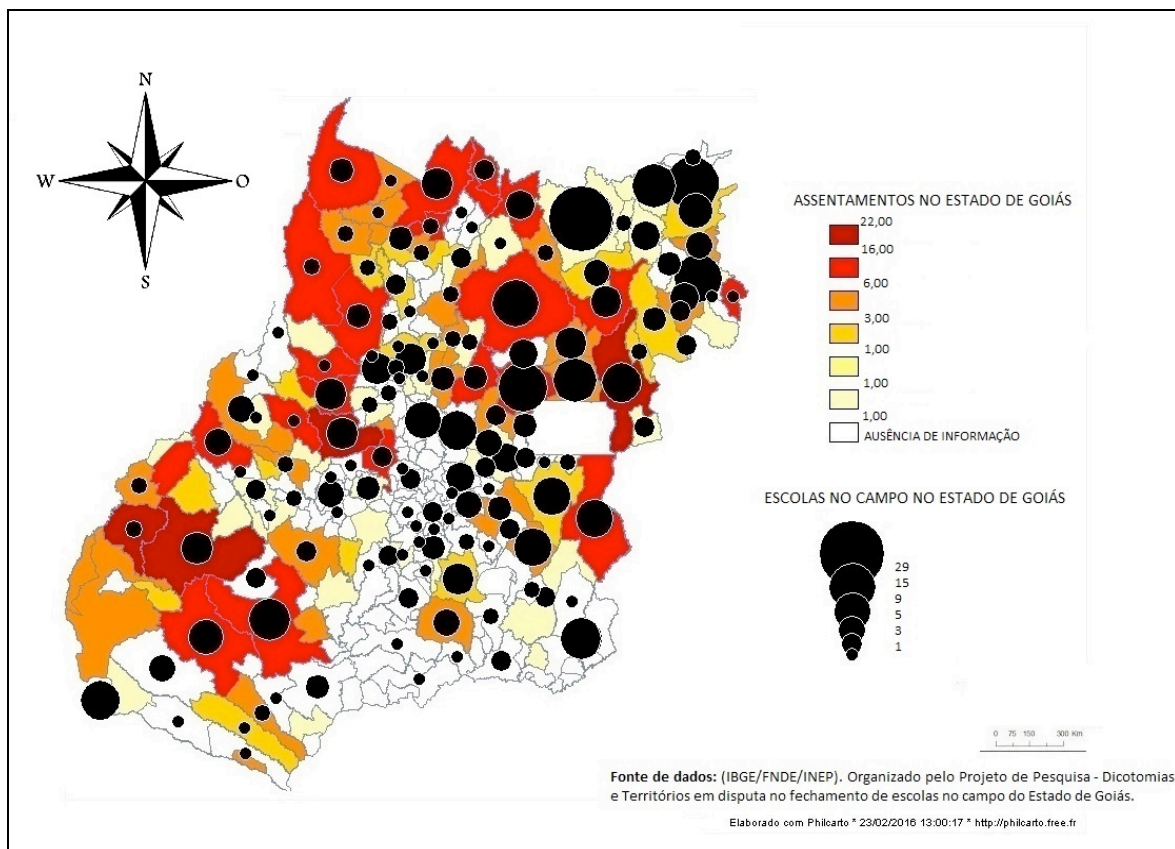 N
W
O
S
ASSENTAMENTOS NO ESTADO DE GOIÁS
22,00
16,00
6,00
3,00
1,00
1,00
1,00
AUSÊNCIA DE INFORMAÇÃO
ESCOLAS NO CAMPO NO ESTADO DE GOIÁS
29
15
9
5
3
1
0 75 150 300 Km
Fonte de dados: (IBGE/FNDE/INEP). Organizado pelo Projeto de Pesquisa - Dicotomias
e Territórios em disputa no fechamento de escolas no campo do Estado de Goiás.
Elaborado com Philcarto * 23/02/2016 13:00:17 * http://philcarto.free.fr